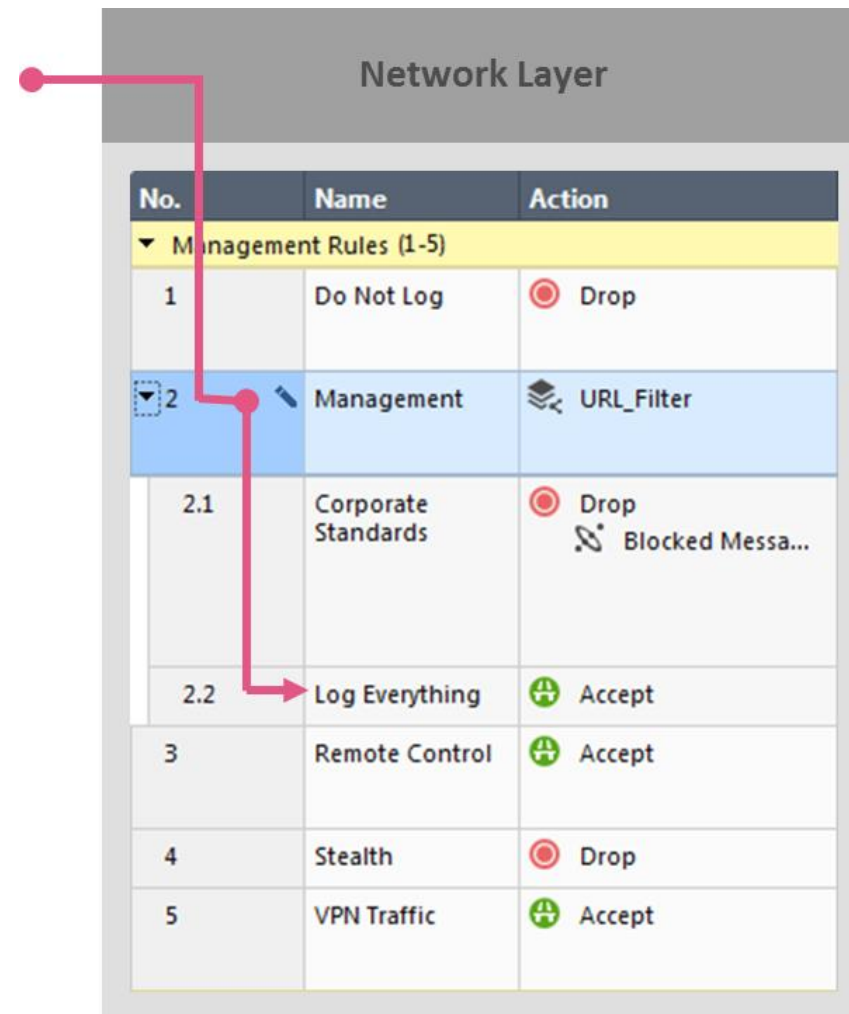 Network Layer
No. Name Action
Management Rules (1-5)
1 Do Not Log Drop
2 Management URL_Filter
2.1 Corporate Drop
Standards Blocked Messa...
2.2 Log Everything Accept
3 Remote Control Accept
4 Stealth Drop
5 VPN Traffic Accept